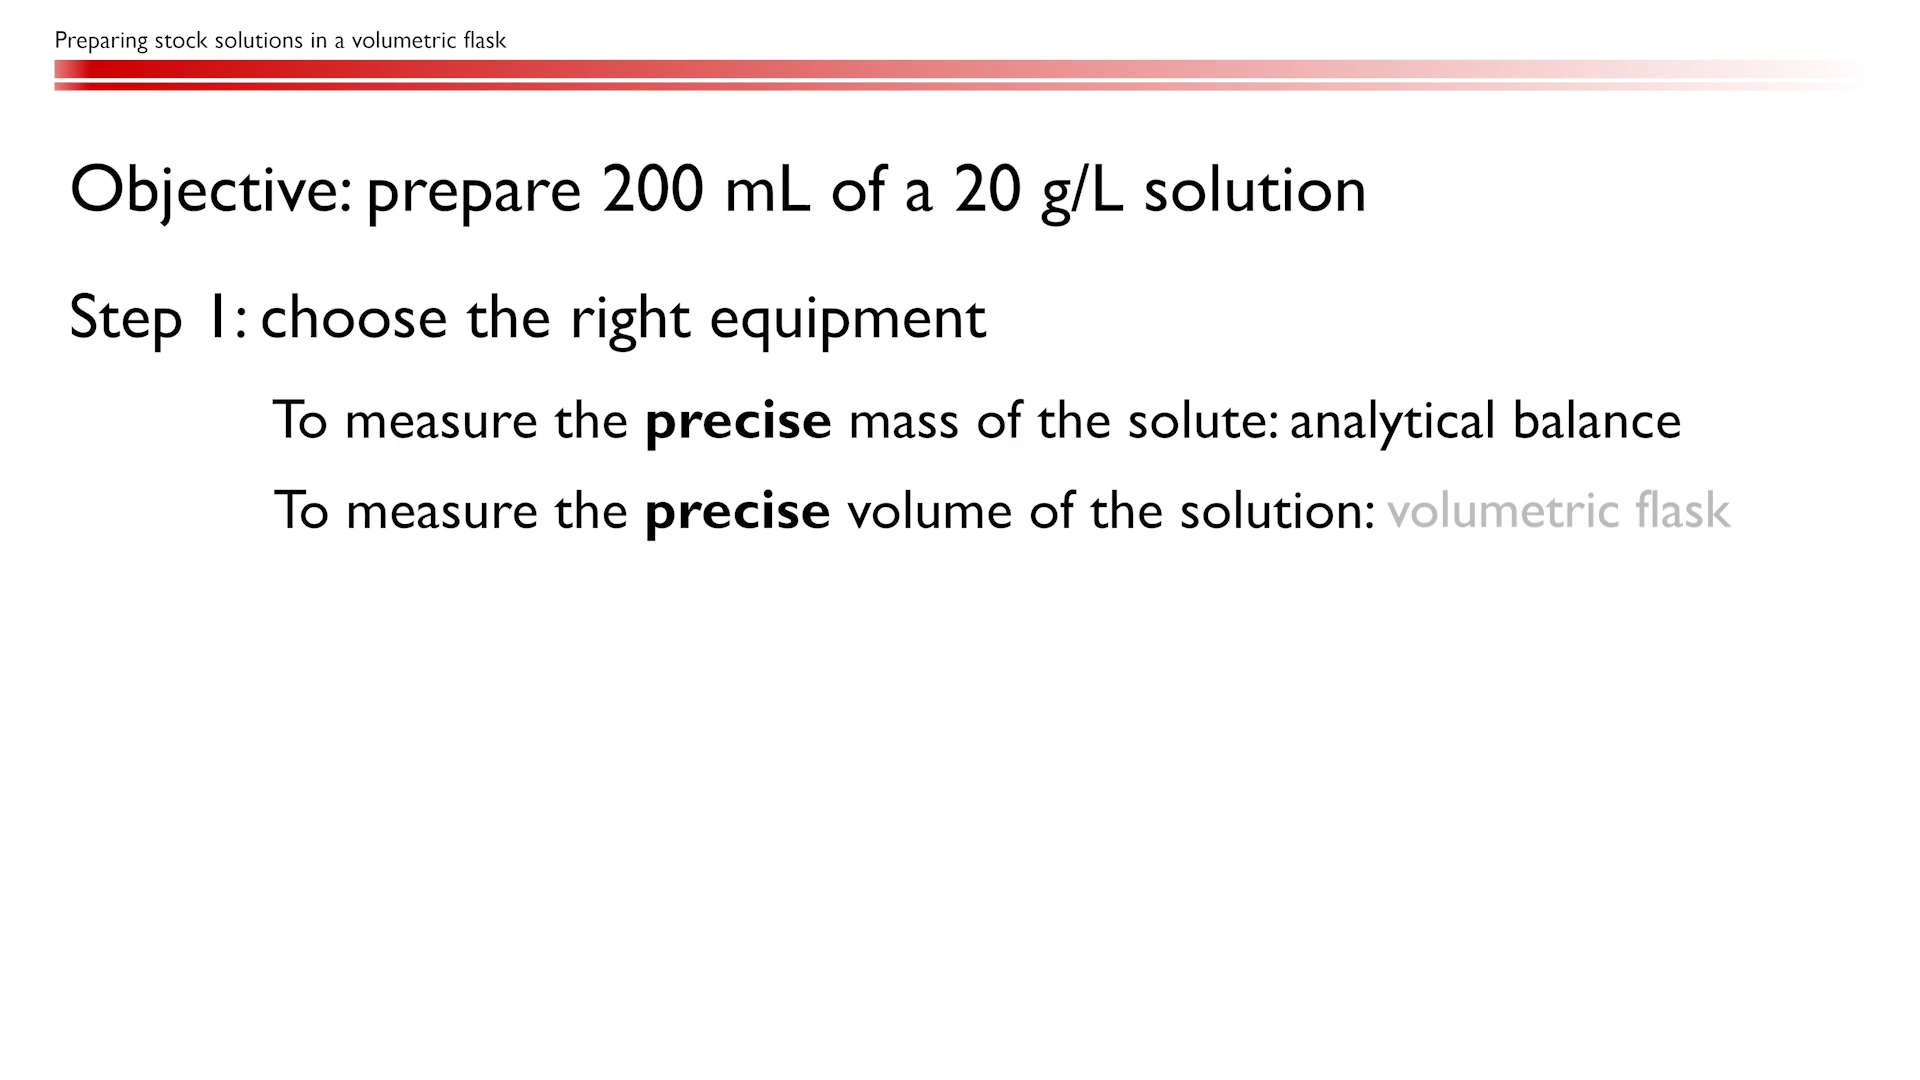 Preparing stock solutions in a volumetric flask
Objective: prepare 200 mL of a 20 g/L solution
Step 1: choose the right equipment
To measure the precise mass of the solute: analytical balance
To measure the precise volume of the solution: volumetric flask